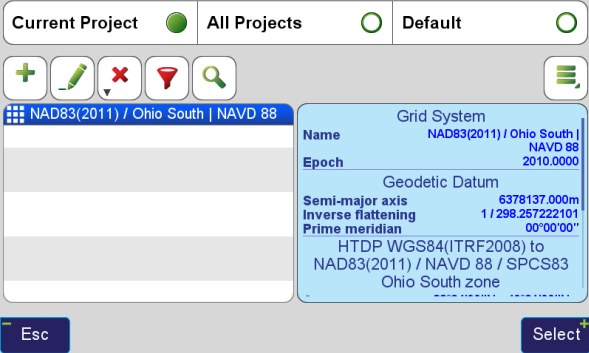 Current Project
All Projects
Default
NAD83(2011) / Ohio South | NAVD 88
Grid System
Name NAD83(2011) / Ohio South |
NAVD 88
Epoch 2010.0000
Geodetic Datum
Semi-major axis 6378137.000m
Inverse flattening 1 / 298.257222101
Prime meridian 00°00'00"
HTDP WGS84(ITRF2008) to
NAD83(2011) / NAVD 88 / SPCS83
Ohio South zone
Esc
Select